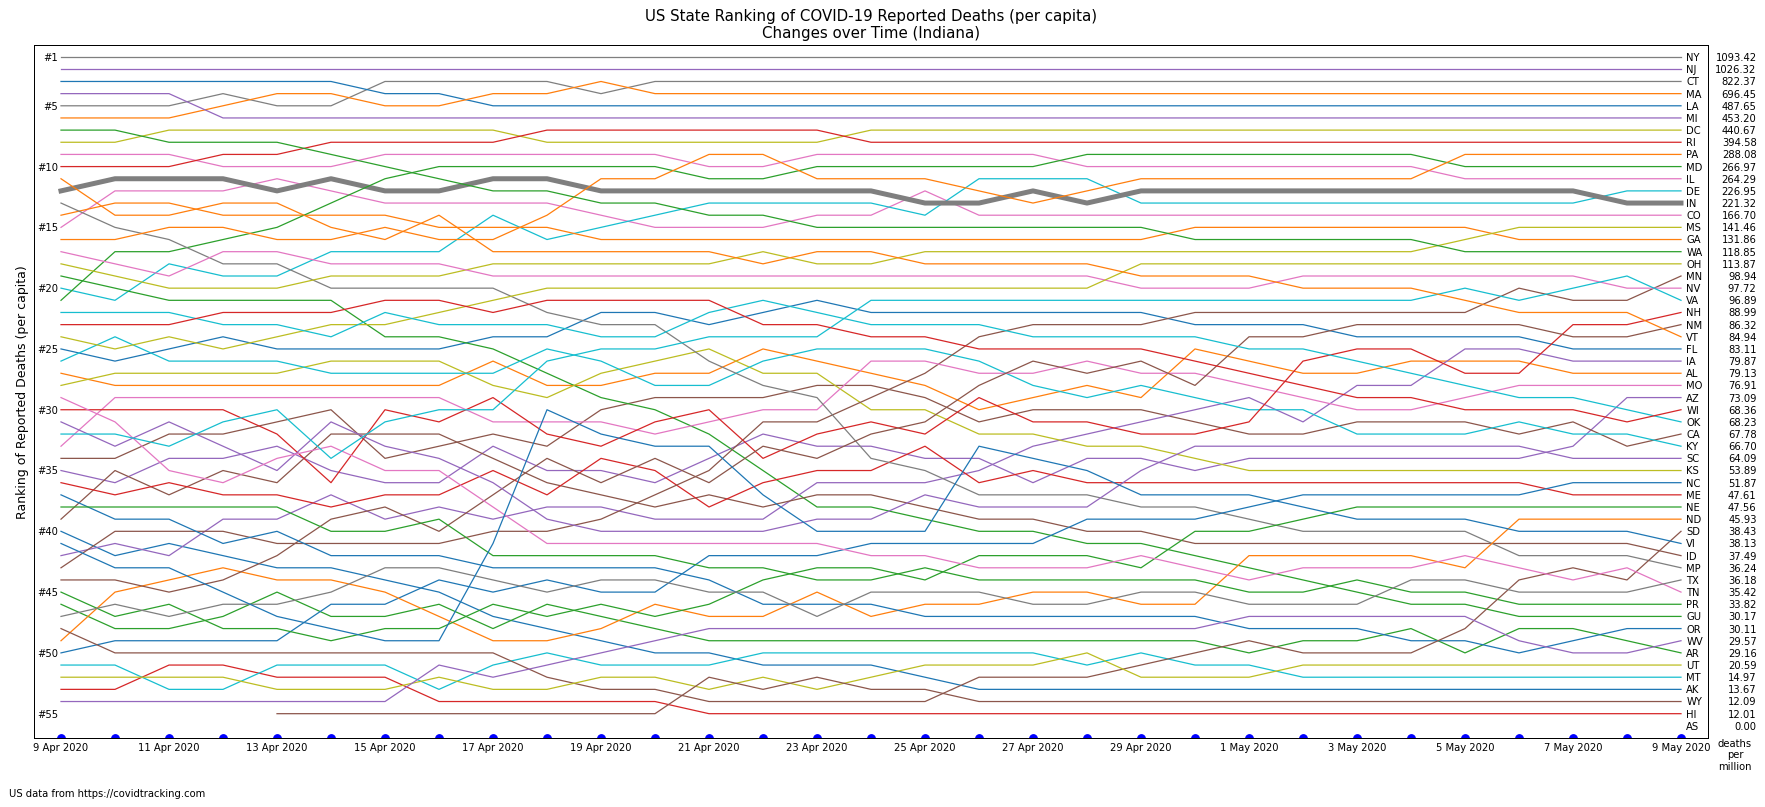 US State Ranking of COVID-19 Reported Deaths (per capita)
Changes over Time (Indiana)
Ranking of Reported Deaths (per capita)
#1
#5
#10
#15
#20
#25
#30
#35
#40
#45
#50
#55
NY 1093.42
NJ 1026.32
CT 822.37
MA 696.45
LA 487.65
MI 453.20
DC 440.67
RI 394.58
PA 288.08
MD 266.97
IL 264.29
DE 226.95
IN 221.32
CO 166.70
MS 141.46
GA 131.86
WA 118.85
OH 113.87
MN 98.94
NV 97.72
VA 96.89
NH 88.99
NM 86.32
VT 84.94
FL 83.11
IA 79.87
AL 79.13
MO 76.91
AZ 73.09
WI 68.36
OK 68.23
CA 67.78
KY 66.70
SC 64.09
KS 53.89
NC 51.87
ME 47.61
NE 47.56
ND 45.93
SD 38.43
VI 38.13
ID 37.49
MP 36.24
TX 36.18
TN 35.42
PR 33.82
GU 30.17
OR 30.11
WV 29.57
AR 29.16
UT 20.59
MT 14.97
AK 13.67
WY 12.09
HI 12.01
AS 0.00
9 Apr 2020 11 Apr 2020 13 Apr 2020 15 Apr 2020 17 Apr 2020 19 Apr 2020 21 Apr 2020 23 Apr 2020 25 Apr 2020 27 Apr 2020 29 Apr 2020 1 May 2020 3 May 2020 5 May 2020 7 May 2020 9 May 2020
deaths
per
million
US data from https://covidtracking.com